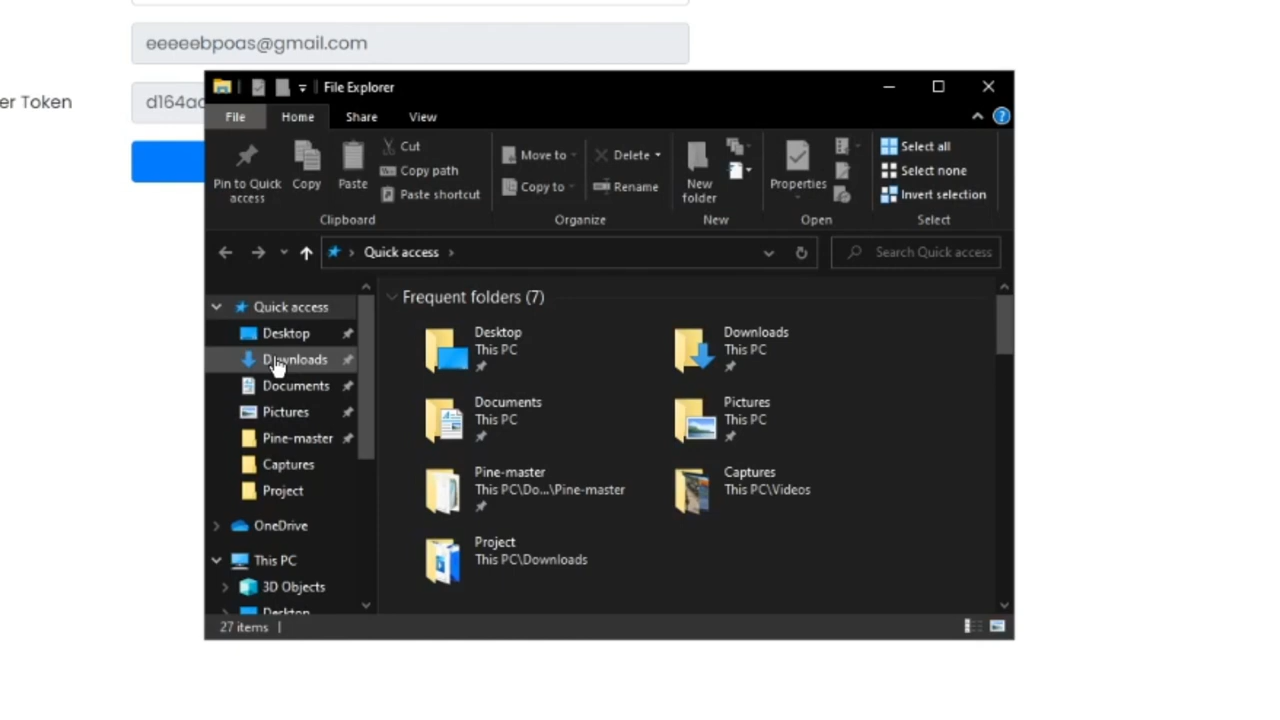 eeeeebpoas@gmail.com
er Token
d164a
File Explorer
File
Home
Share
View
Pin to Quick
access
Copy
Paste
Cut
Copy path
Paste shortcut
Clipboard
Move to
Copy to
Delete
Rename
Organize
New
folder
New
Properties
Open
Select all
Select none
Invert selection
Select
Quick access
Search Quick access
Quick access
Desktop
Downloads
Documents
Pictures
Pine-master
Captures
Project
OneDrive
This PC
3D Objects
Desktop
Frequent folders (7)
Desktop
This PC
Downloads
This PC
Documents
This PC
Pictures
This PC
Pine-master
This PC\Do...\Pine-master
Captures
This PC\Videos
Project
This PC\Downloads
27 items